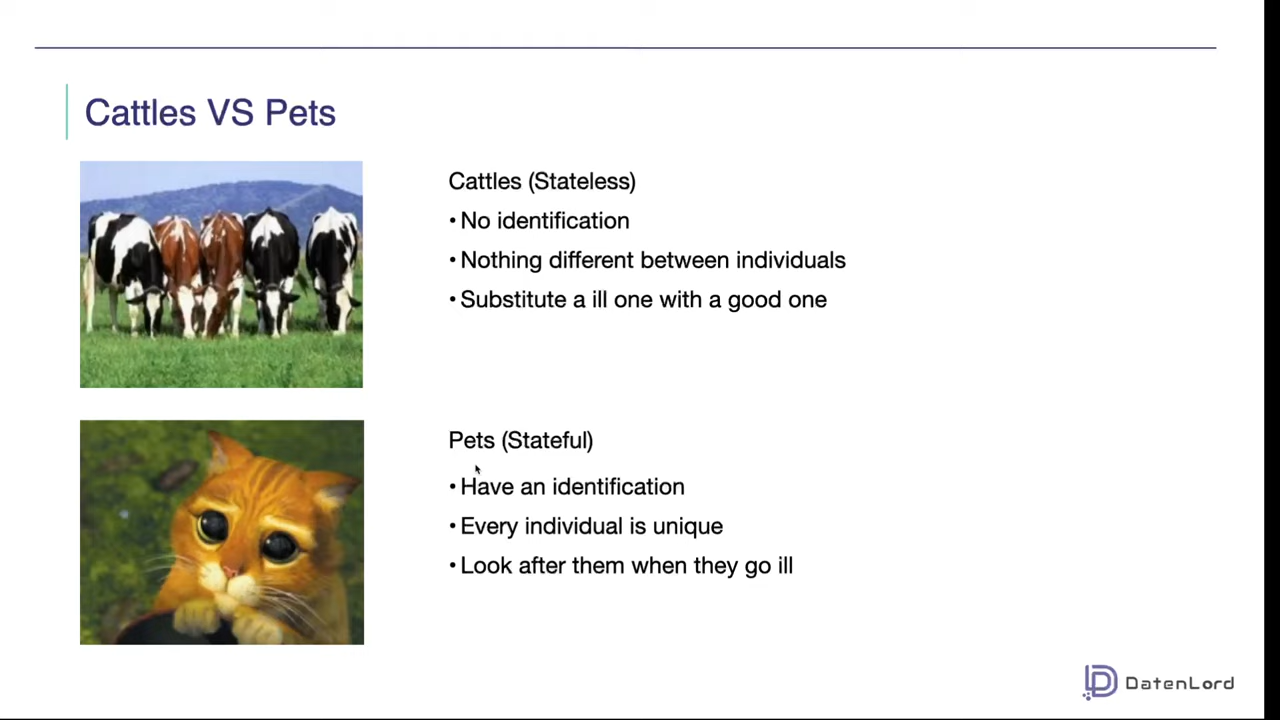 Cattles VS Pets
Cattles (Stateless)
• No identification
• Nothing different between individuals
• Substitute a ill one with a good one
Pets (Stateful)
• Have an identification
• Every individual is unique
• Look after them when they go ill
DatenLord